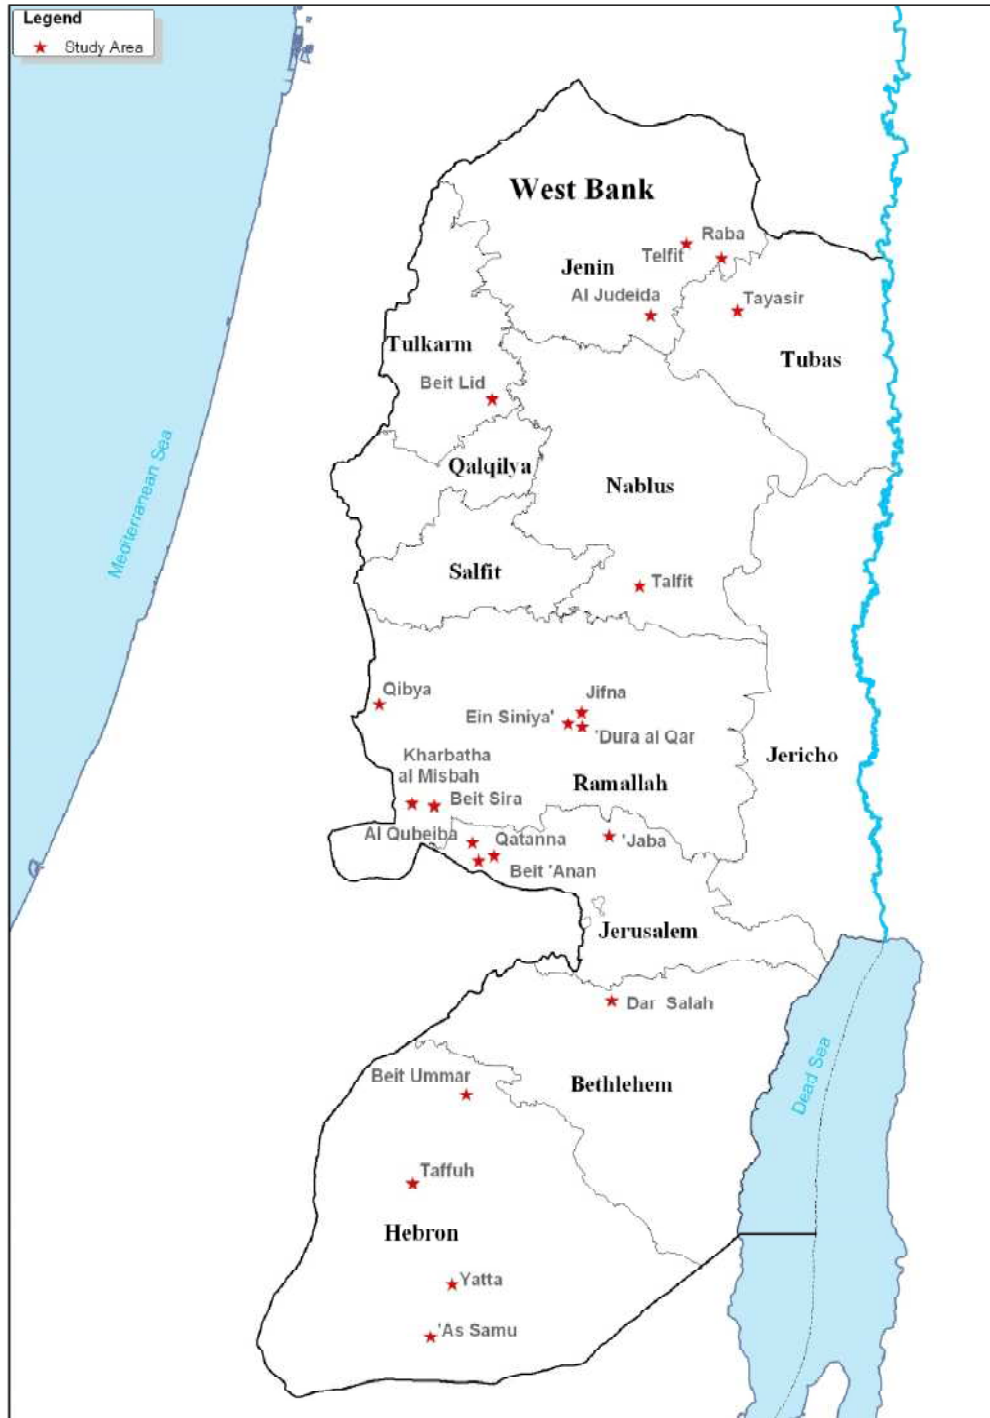 Legend
Study Area
West Bank
Raba
Telfit
Jenin
Al Judeida
Tayasir
Tulkarm
Tubas
Beit Lid
Qalqilya
Nablus
Mediterranean Sea
Salfit
Talfit
Qibya
Jifna
Ein Siniya'
'Dura al Qar
Kharbatha
al Misbah
Jericho
Ramallah
Beit Sira
Al Qubeiba
Qatanna
'Jaba
Beit 'Anan
Jerusalem
Dar Salah
Beit Ummar
Bethlehem
Dead Sea
Taffuh
Hebron
Yatta
'As Samu